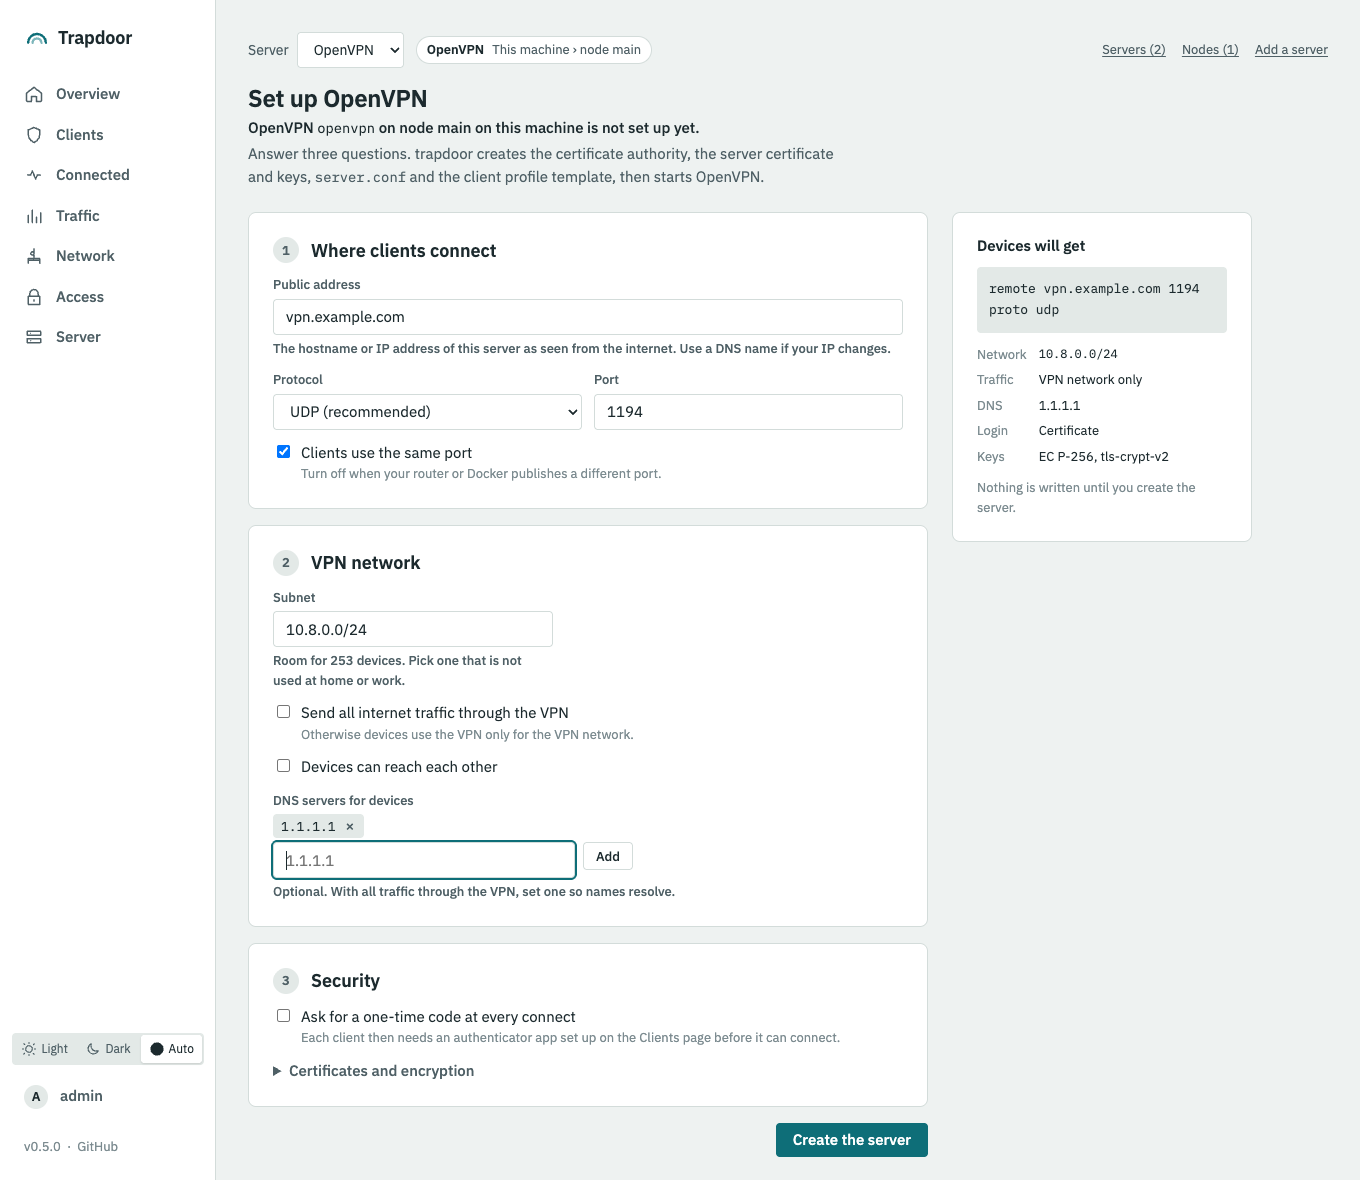 Trapdoor
Overview
Clients
Connected
Traffic
Network
Access
Server
Light
Dark
Auto
A
admin
v0.5.0 · GitHub
Server
OpenVPN
OpenVPN This machine › node main
Servers (2)
Nodes (1)
Add a server
Set up OpenVPN
OpenVPN openvpn on node main on this machine is not set up yet.
Answer three questions. trapdoor creates the certificate authority, the server certificate
and keys, server.conf and the client profile template, then starts OpenVPN.
1 Where clients connect
Public address
vpn.example.com
The hostname or IP address of this server as seen from the internet. Use a DNS name if your IP changes.
Protocol
Port
UDP (recommended)
1194
Clients use the same port
Turn off when your router or Docker publishes a different port.
2 VPN network
Subnet
10.8.0.0/24
Room for 253 devices. Pick one that is not
used at home or work.
Send all internet traffic through the VPN
Otherwise devices use the VPN only for the VPN network.
Devices can reach each other
DNS servers for devices
1.1.1.1 ×
1.1.1.1
Add
Optional. With all traffic through the VPN, set one so names resolve.
3 Security
Ask for a one-time code at every connect
Each client then needs an authenticator app set up on the Clients page before it can connect.
Certificates and encryption
Create the server
Devices will get
remote vpn.example.com 1194
proto udp
Network 10.8.0.0/24
Traffic VPN network only
DNS 1.1.1.1
Login Certificate
Keys EC P-256, tls-crypt-v2
Nothing is written until you create the
server.